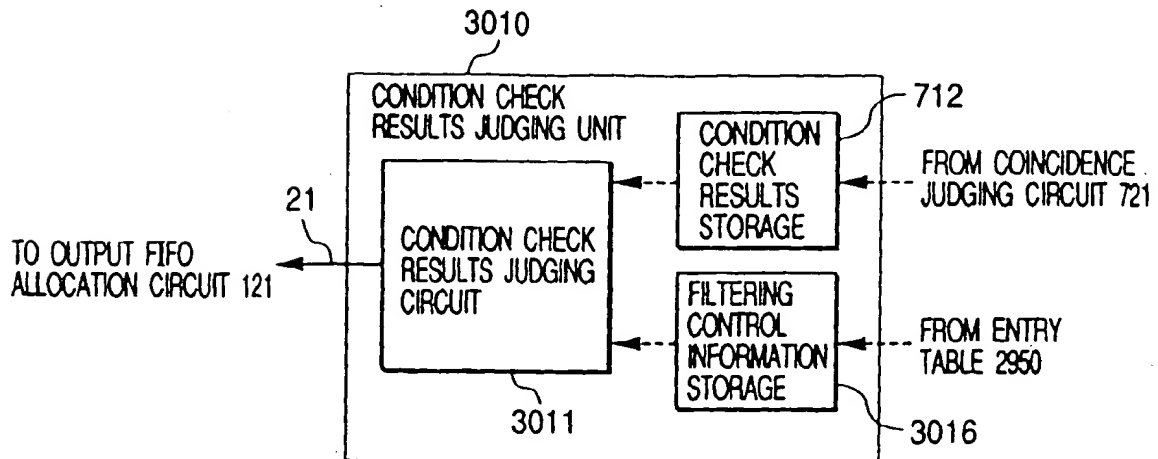 3010
CONDITION CHECK
RESULTS JUDGING UNIT
712
CONDITION
CHECK
RESULTS
STORAGE
FROM COINCIDENCE
JUDGING CIRCUIT 721
21
TO OUTPUT FIFO
ALLOCATION CIRCUIT 121
CONDITION CHECK
RESULTS JUDGING
CIRCUIT
FILTERING
CONTROL
INFORMATION
STORAGE
FROM ENTRY
TABLE 2950
3011
3016